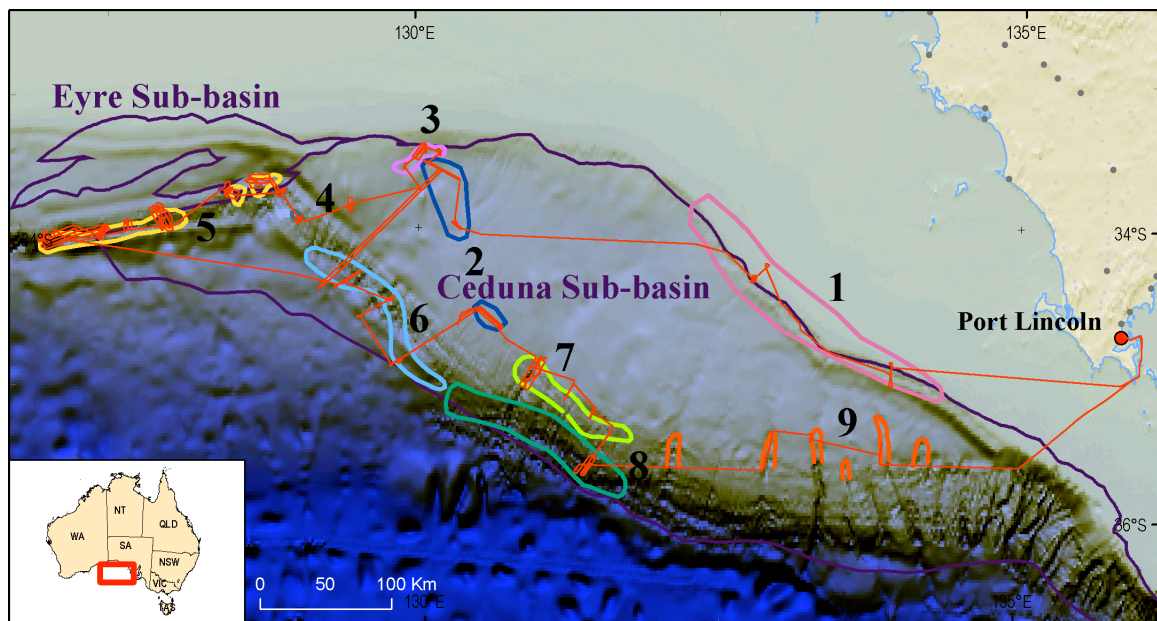 130°E
135°E
Eyre Sub-basin
3
4
5
34°S
34°S
2
Ceduna Sub-basin
1
6
Port Lincoln
7
9
8
36°S
NT
QLD
WA
SA
NSW
VIC
TAS
0 50 100 Km
130°E
135°E